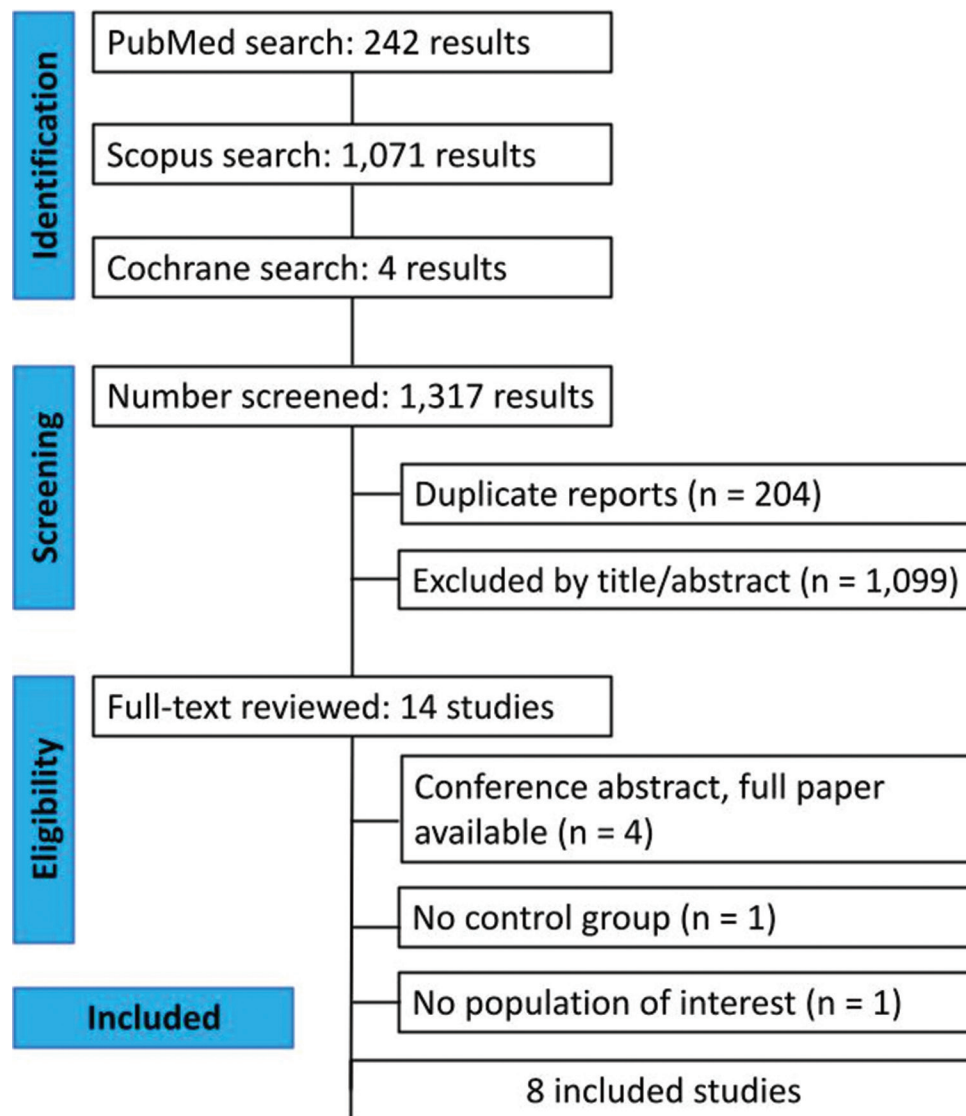 Identification
PubMed search: 242 results
Scopus search: 1,071 results
Cochrane search: 4 results
Screening
Number screened: 1,317 results
Duplicate reports (n = 204)
Excluded by title/abstract (n = 1,099)
Eligibility
Full-text reviewed: 14 studies
Conference abstract, full paper
available (n = 4)
No control group (n = 1)
No population of interest (n = 1)
Included
8 included studies